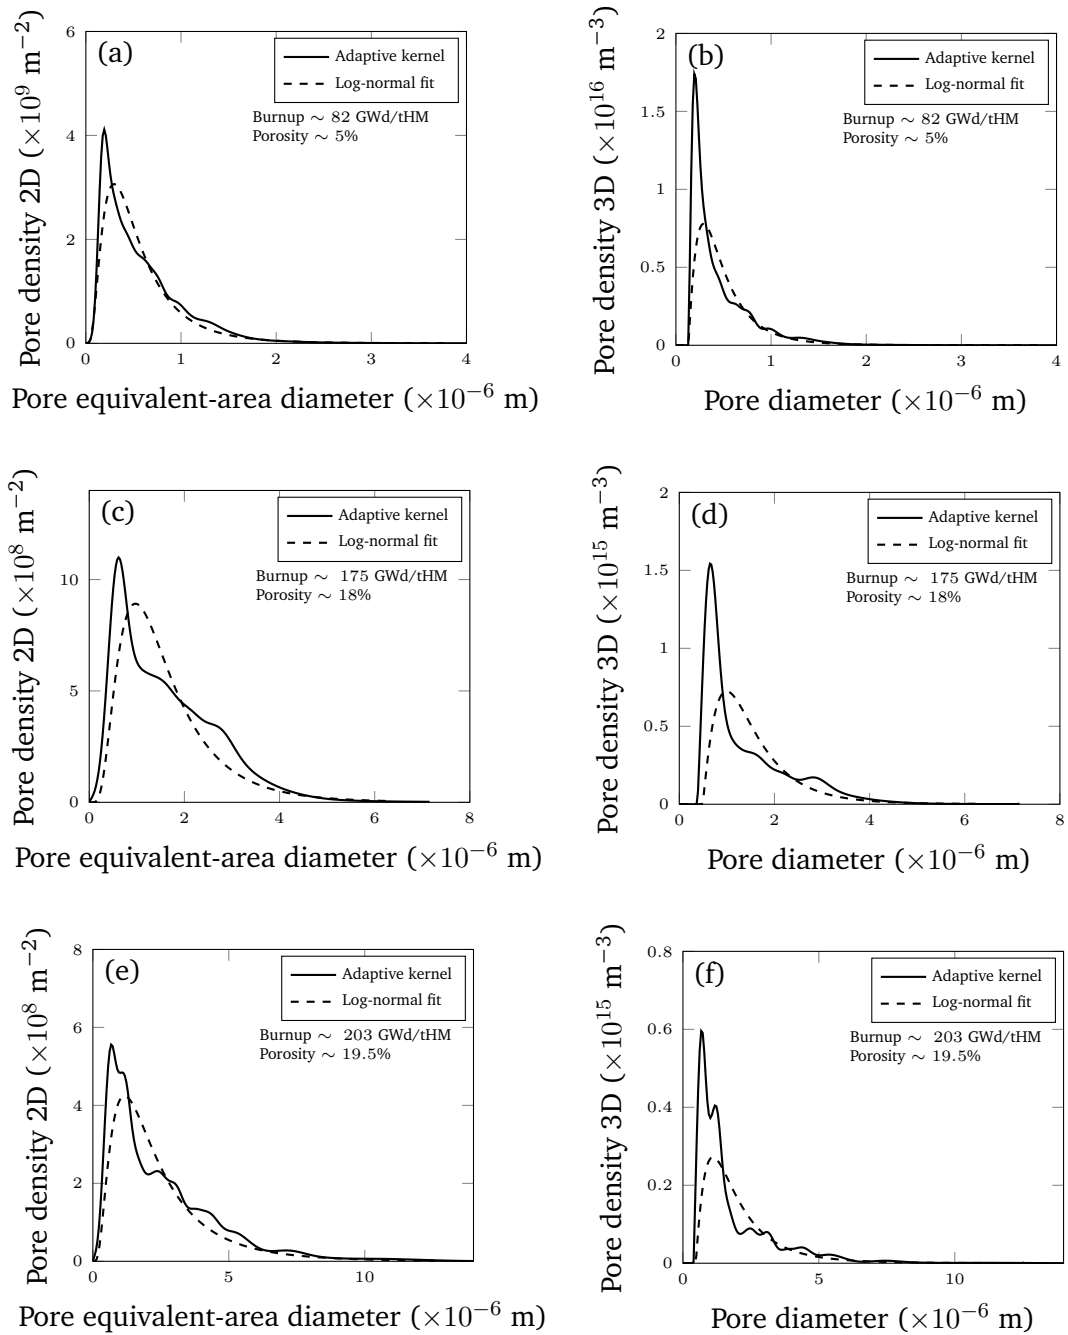 (a)
Adaptive kernel
Log-normal fit
Burnup ∼ 82 GWd/tHM
Porosity ∼ 5%
Pore density 2D (×10⁹ m⁻²)
6
4
2
0
0 1 2 3 4
Pore equivalent-area diameter (×10⁻⁶ m)
(b)
Adaptive kernel
Log-normal fit
Burnup ∼ 82 GWd/tHM
Porosity ∼ 5%
Pore density 3D (×10¹⁶ m⁻³)
2
1.5
1
0.5
0
0 1 2 3 4
Pore diameter (×10⁻⁶ m)
(c)
Adaptive kernel
Log-normal fit
Burnup ∼ 175 GWd/tHM
Porosity ∼ 18%
Pore density 2D (×10⁸ m⁻²)
10
5
0
0 2 4 6 8
Pore equivalent-area diameter (×10⁻⁶ m)
(d)
Adaptive kernel
Log-normal fit
Burnup ∼ 175 GWd/tHM
Porosity ∼ 18%
Pore density 3D (×10¹⁵ m⁻³)
2
1.5
1
0.5
0
0 2 4 6 8
Pore diameter (×10⁻⁶ m)
(e)
Adaptive kernel
Log-normal fit
Burnup ∼ 203 GWd/tHM
Porosity ∼ 19.5%
Pore density 2D (×10⁸ m⁻²)
8
6
4
2
0
0 5 10
Pore equivalent-area diameter (×10⁻⁶ m)
(f)
Adaptive kernel
Log-normal fit
Burnup ∼ 203 GWd/tHM
Porosity ∼ 19.5%
Pore density 3D (×10¹⁵ m⁻³)
0.8
0.6
0.4
0.2
0
0 5 10
Pore diameter (×10⁻⁶ m)